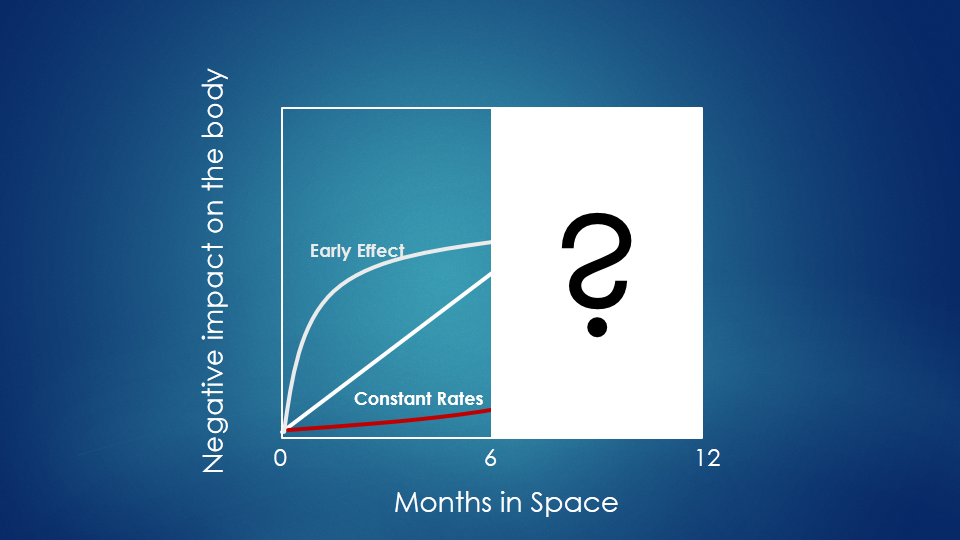 Negative impact on the body
Early Effect
Constant Rates
?
0
6
12
Months in Space